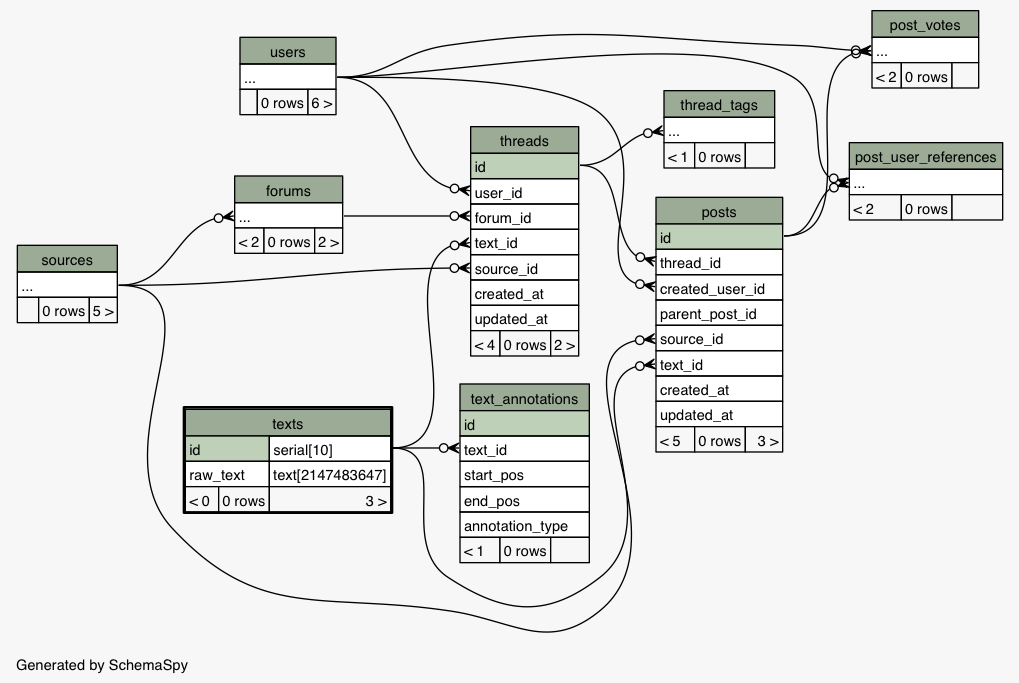 post_votes
...
< 2 0 rows
users
...
0 rows 6 >
thread_tags
...
< 1 0 rows
threads
id
user_id
forum_id
text_id
source_id
created_at
updated_at
< 4 0 rows 2 >
post_user_references
...
< 2 0 rows
forums
...
< 2 0 rows 2 >
posts
id
thread_id
created_user_id
parent_post_id
source_id
text_id
created_at
updated_at
< 5 0 rows 3 >
sources
...
0 rows 5 >
texts
id serial[10]
raw_text text[2147483647]
< 0 0 rows 3 >
text_annotations
id
text_id
start_pos
end_pos
annotation_type
< 1 0 rows
Generated by SchemaSpy